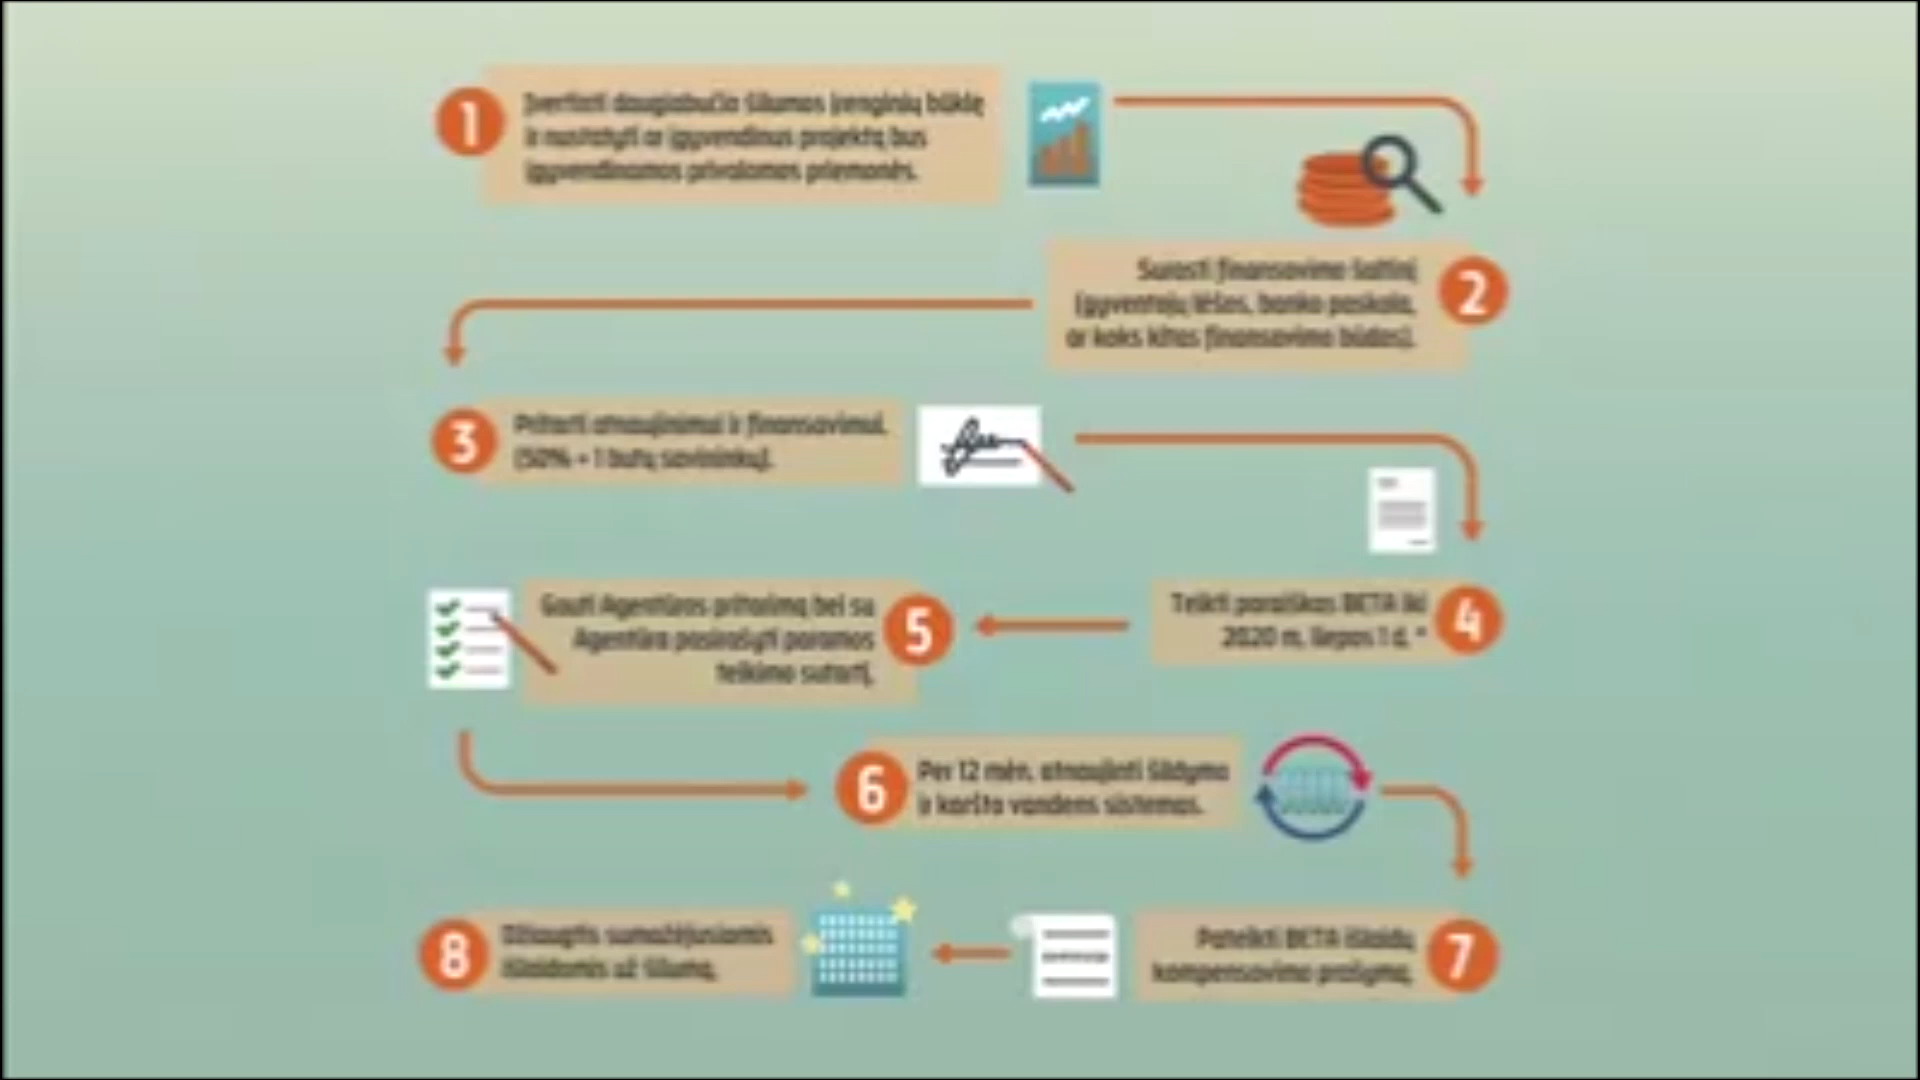 1
Įvertinti daugiabučio šilumos įrenginių būklę
ir nustatyti ar įgyvendinus projektą bus
įgyvendinamos privalomos priemonės.
2
Surasti finansavimo šaltinį
(gyventojų lėšos, banko paskola,
ar koks kitas finansavimo būdas).
3
Pritarti atnaujinimui ir finansavimui.
(50% + 1 butų savininkų).
4
Teikti paraiškas BETA iki
2020 m. liepos 1 d. *
5
Gauti Agentūros pritarimą bei su
Agentūra pasirašyti paramos
teikimo sutartį.
6
Per 12 mėn. atnaujinti šildymo
ir karšto vandens sistemas.
7
Pateikti BETA išlaidų
kompensavimo prašymą.
8
Džiaugtis sumažėjusiomis
išlaidomis už šilumą.